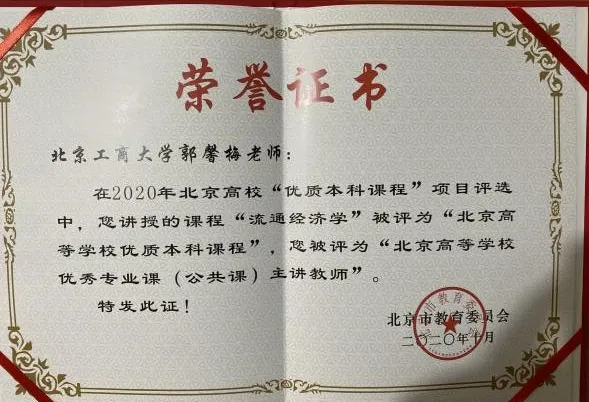 荣誉证书
北京工商大学郭馨梅老师：
在2020年北京高校“优质本科课程”项目评选
中，您讲授的课程“流通经济学”被评为“北京高
等学校优质本科课程”，您被评为“北京高等学校
优秀专业课（公共课）主讲教师”。
特发此证！
北京市教育委员会
二〇二〇年十月